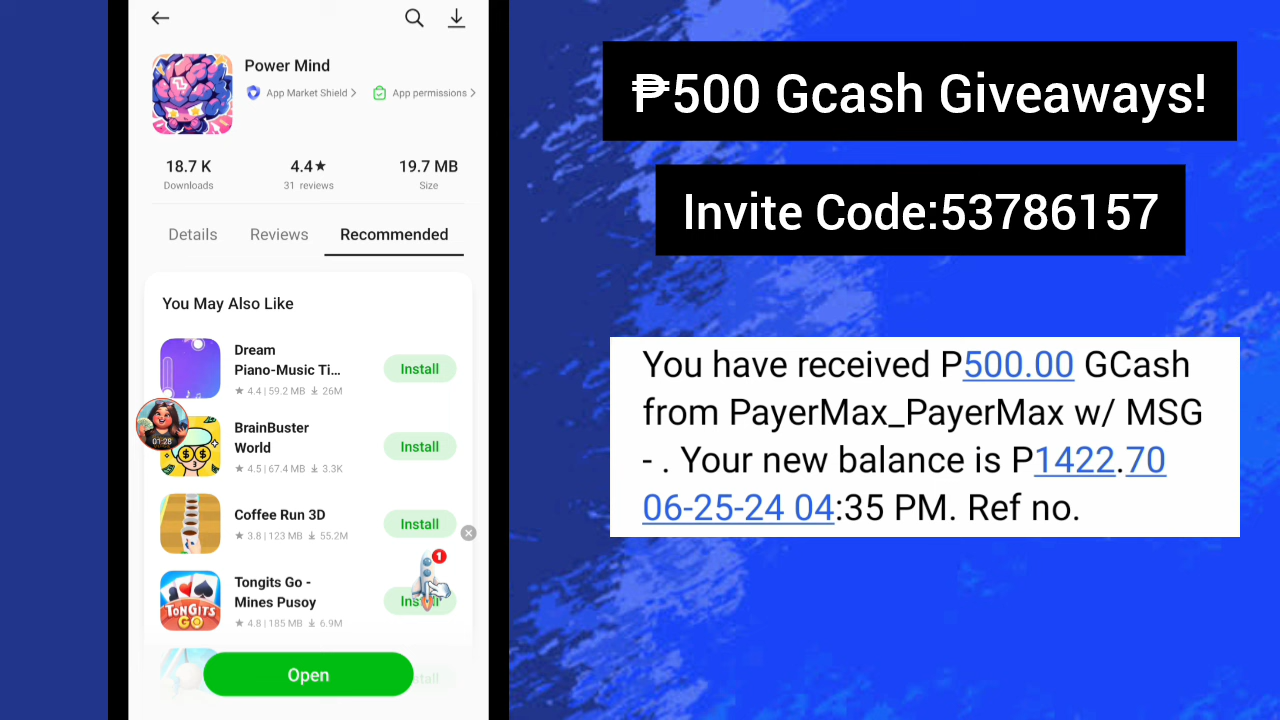 Power Mind
App Market Shield
App permissions
18.7 K
4.4★
19.7 MB
Downloads
31 reviews
Size
Details
Reviews
Recommended
You May Also Like
Dream
Piano-Music Ti...
★ 4.4 | 59.2 MB 26M
Install
01:28
BrainBuster
World
★ 4.5 | 67.4 MB 3.3K
Install
Coffee Run 3D
★ 3.8 | 123 MB 55.2M
Install
1
TONGITS
GO
Tongits Go -
Mines Pusoy
★ 4.8 | 185 MB 6.9M
Install
Open
₱500 Gcash Giveaways!
Invite Code:53786157
You have received P500.00 GCash
from PayerMax_PayerMax w/ MSG
- . Your new balance is P1422.70
06-25-24 04:35 PM. Ref no.